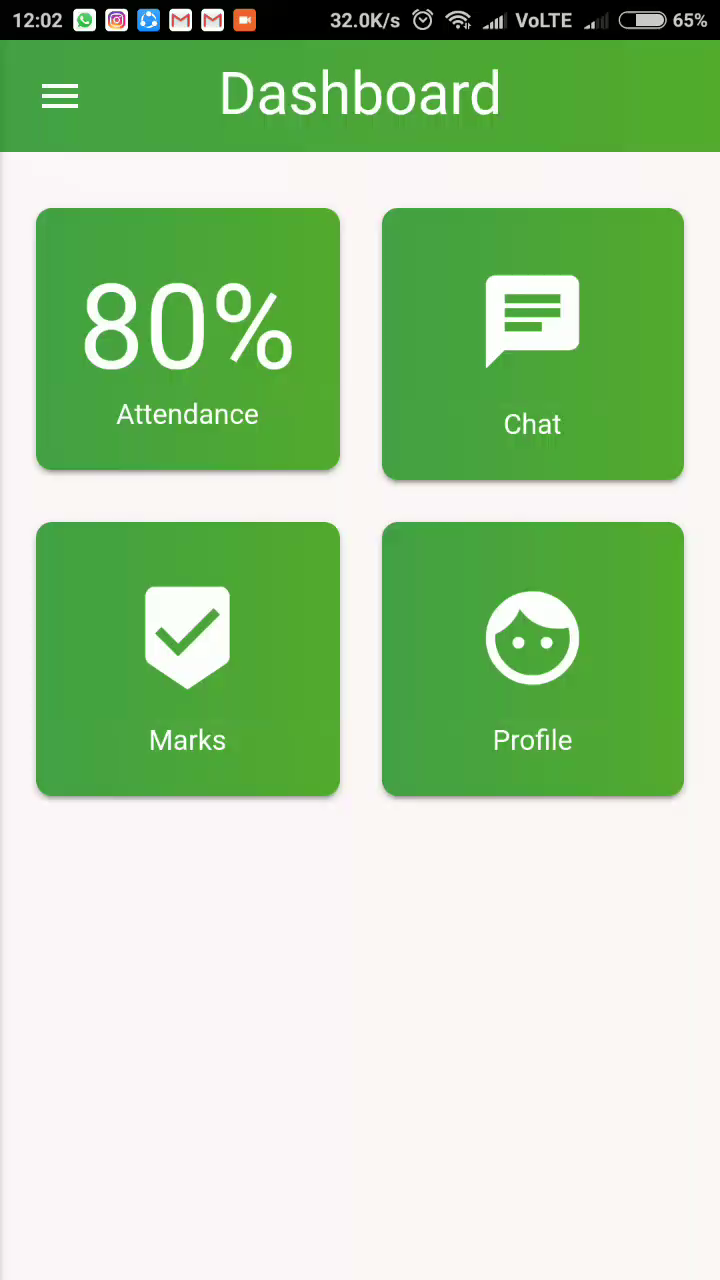 12:02 32.0K/s VoLTE 65%
Dashboard
80%
Attendance
Chat
Marks
Profile